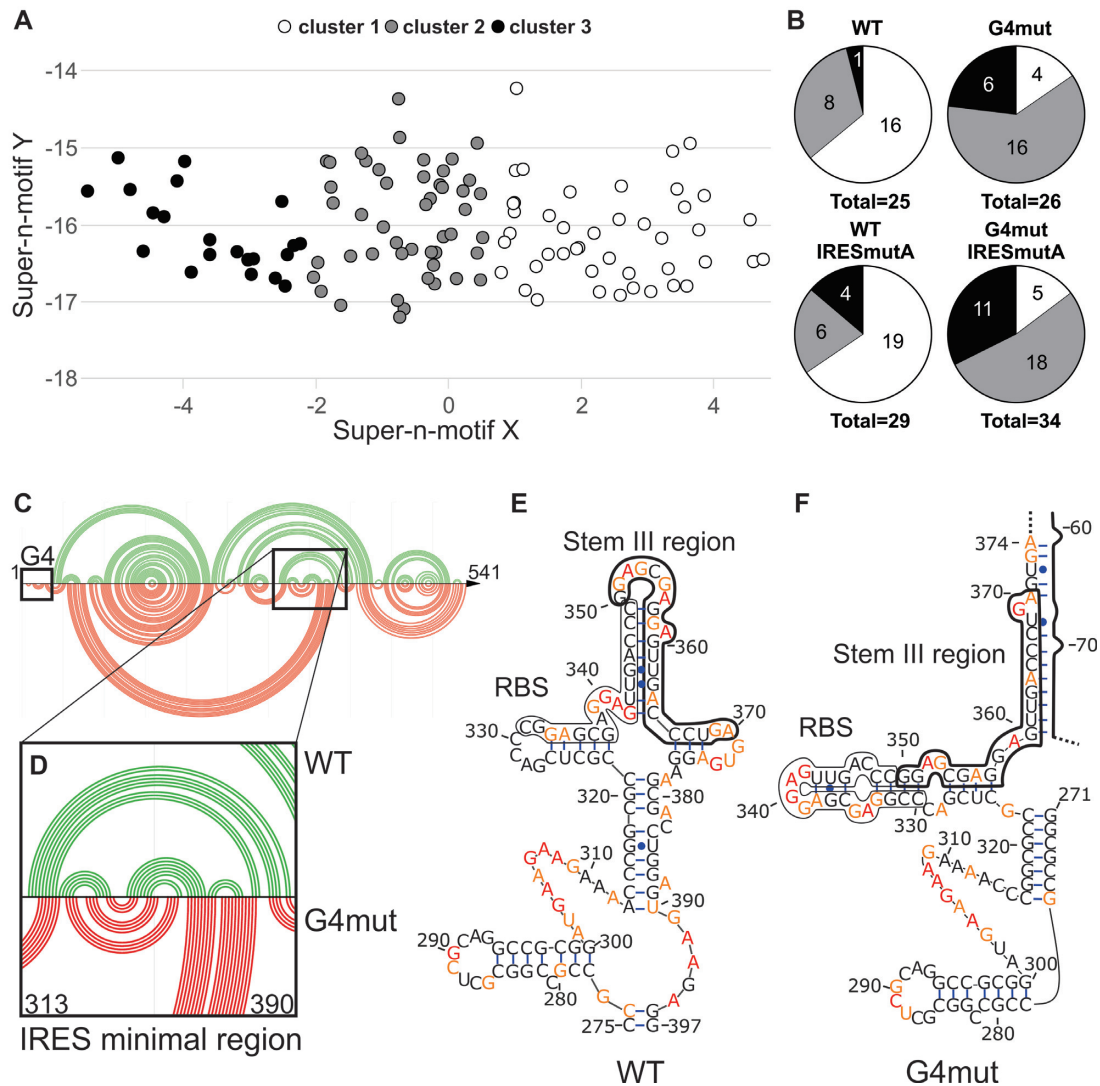 A
cluster 1 cluster 2 cluster 3
-14
-15
-16
-17
-18
Super-n-motif Y
-4 -2 0 2 4
Super-n-motif X
B
WT
1
8
16
Total=25
G4mut
6
4
16
Total=26
WT
IRESmutA
4
6
19
Total=29
G4mut
IRESmutA
11
5
18
Total=34
C
G4
1
541
D
WT
G4mut
313
390
IRES minimal region
E
Stem III region
350
360
340
RBS
330
370
320
380
310
390
300
290
280
275
397
WT
F
374
-60
370
-70
Stem III region
360
RBS
350
340
330
271
320
310
300
290
280
G4mut